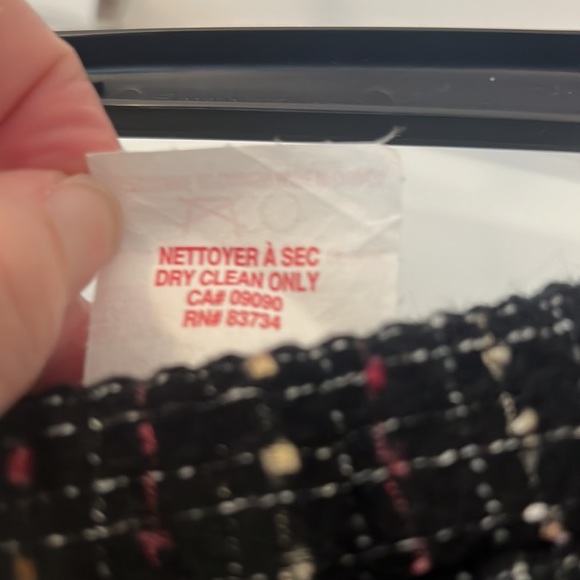 NETTOYER À SEC
DRY CLEAN ONLY
CA# 09090
RN# 83734